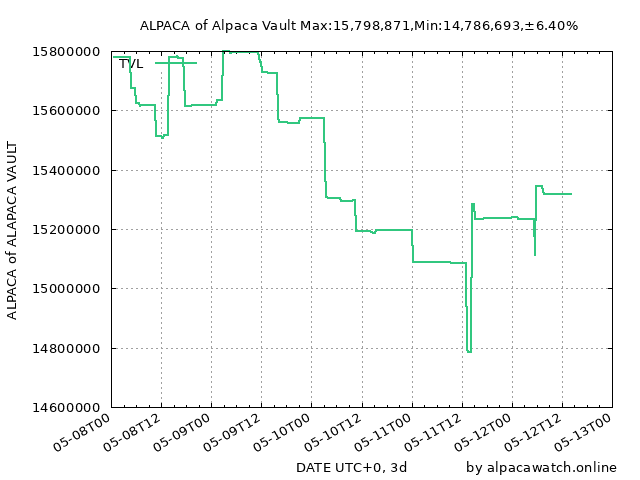 ALPACA of Alpaca Vault Max:15,798,871,Min:14,786,693,±6.40%
TVL
15800000
15600000
15400000
15200000
15000000
14800000
14600000
ALPACA of ALAPACA VAULT
05-08T00
05-08T12
05-09T00
05-09T12
05-10T00
05-10T12
05-11T00
05-11T12
05-12T00
05-12T12
05-13T00
DATE UTC+0, 3d
by alpacawatch.online